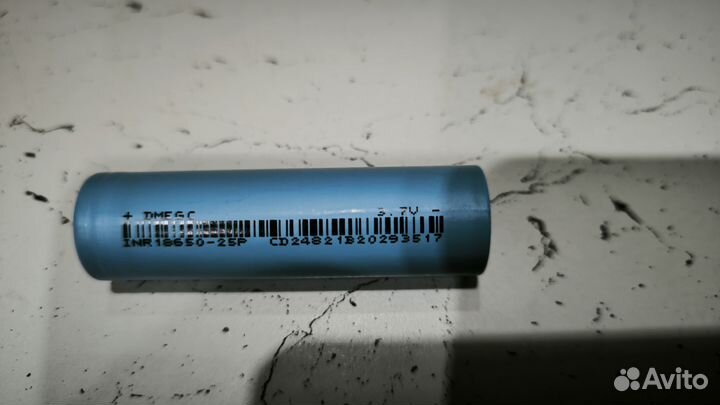 + DMEGC 3.7V -
INR18650-25P CD24821B20293517
Avito